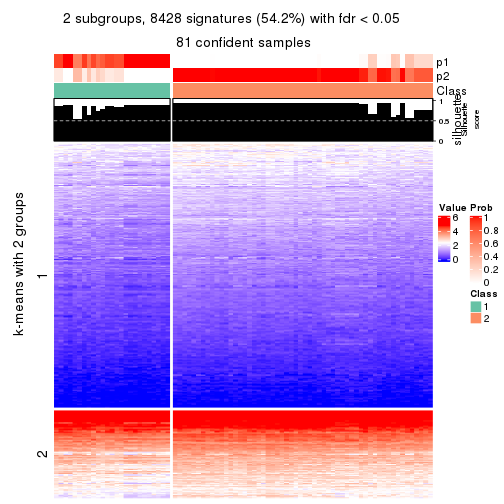 2 subgroups, 8428 signatures (54.2%) with fdr < 0.05
81 confident samples
p1
p2
Class
silhouette
Silhouette
score
1
0.5
0
k-means with 2 groups
1
2
Value
6
4
2
0
Prob
1
0.8
0.6
0.4
0.2
0
Class
1
2